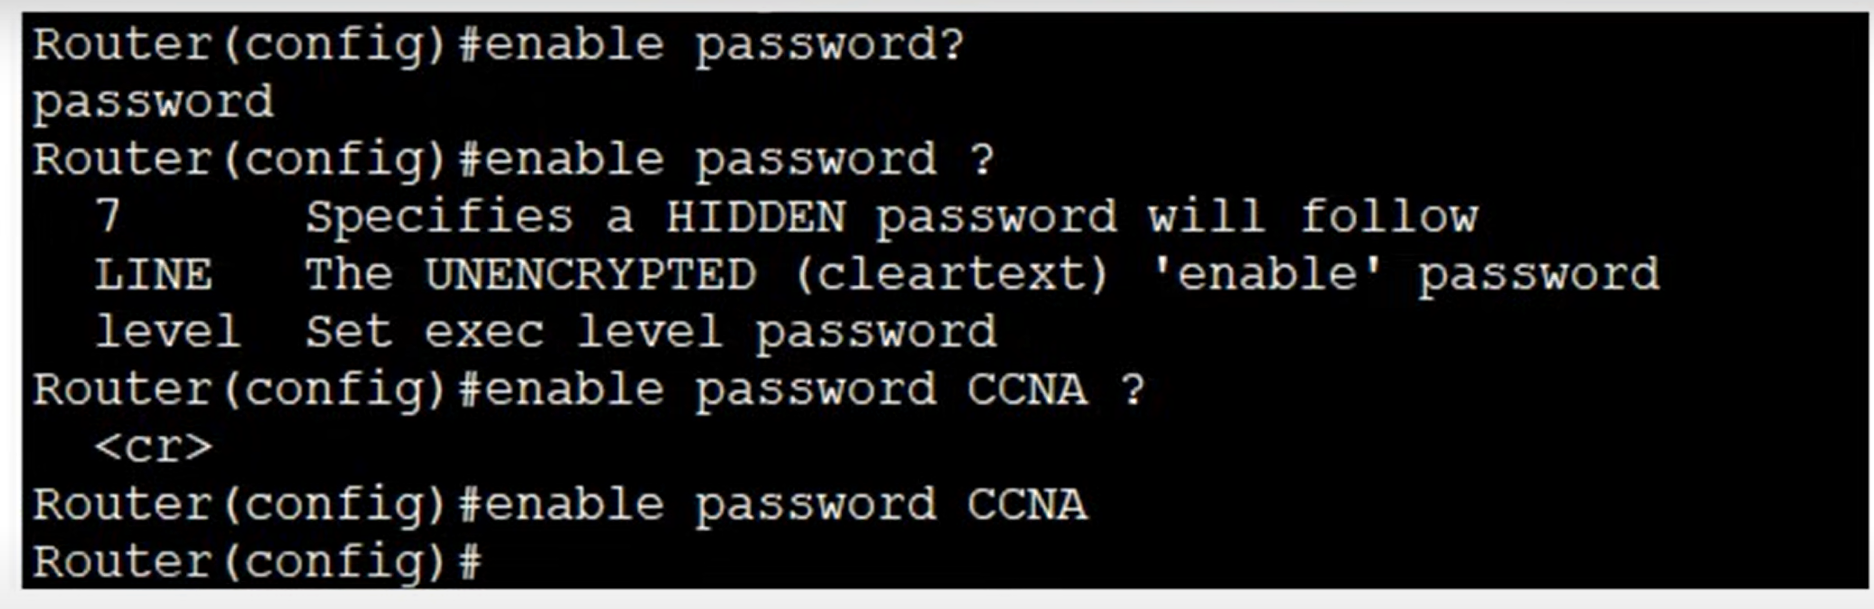 Router(config)#enable password?
password
Router(config)#enable password ?
  7      Specifies a HIDDEN password will follow
  LINE   The UNENCRYPTED (cleartext) 'enable' password
  level  Set exec level password
Router(config)#enable password CCNA ?
  <cr>
Router(config)#enable password CCNA
Router(config)#